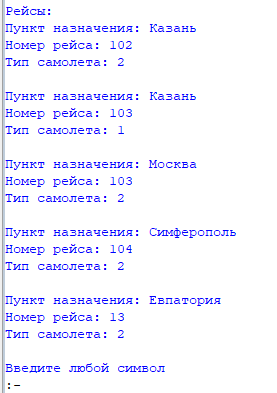 Рейсы:
Пункт назначения: Казань
Номер рейса: 102
Тип самолета: 2
Пункт назначения: Казань
Номер рейса: 103
Тип самолета: 1
Пункт назначения: Москва
Номер рейса: 103
Тип самолета: 2
Пункт назначения: Симферополь
Номер рейса: 104
Тип самолета: 2
Пункт назначения: Евпатория
Номер рейса: 13
Тип самолета: 2
Введите любой символ
:-